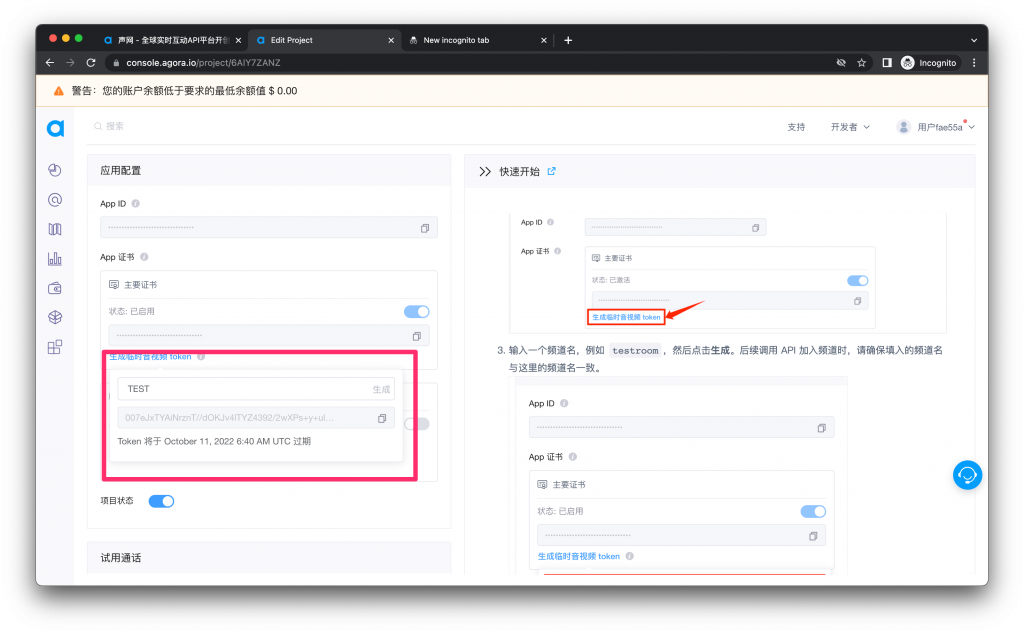 声网 - 全球实时互动API平台开创
Edit Project
New incognito tab
console.agora.io/project/6AIY7ZANZ
Incognito
警告：您的账户余额低于要求的最低余额值 $ 0.00
搜索
支持
开发者
用户fae55a
应用配置
App ID
App 证书
主要证书
状态: 已启用
生成临时音视频 token
TEST
生成
007eJxTYAiNrznT//dOKJv4ITYZ4392/2wXPs+y+ul...
Token 将于 October 11, 2022 6:40 AM UTC 过期
项目状态
试用通话
快速开始
App ID
App 证书
主要证书
状态: 已激活
生成临时音视频 token
3. 输入一个频道名，例如 testroom ，然后点击生成。后续调用 API 加入频道时，请确保填入的频道名
与这里的频道名一致。
App ID
App 证书
主要证书
状态: 已启用
生成临时音视频 token